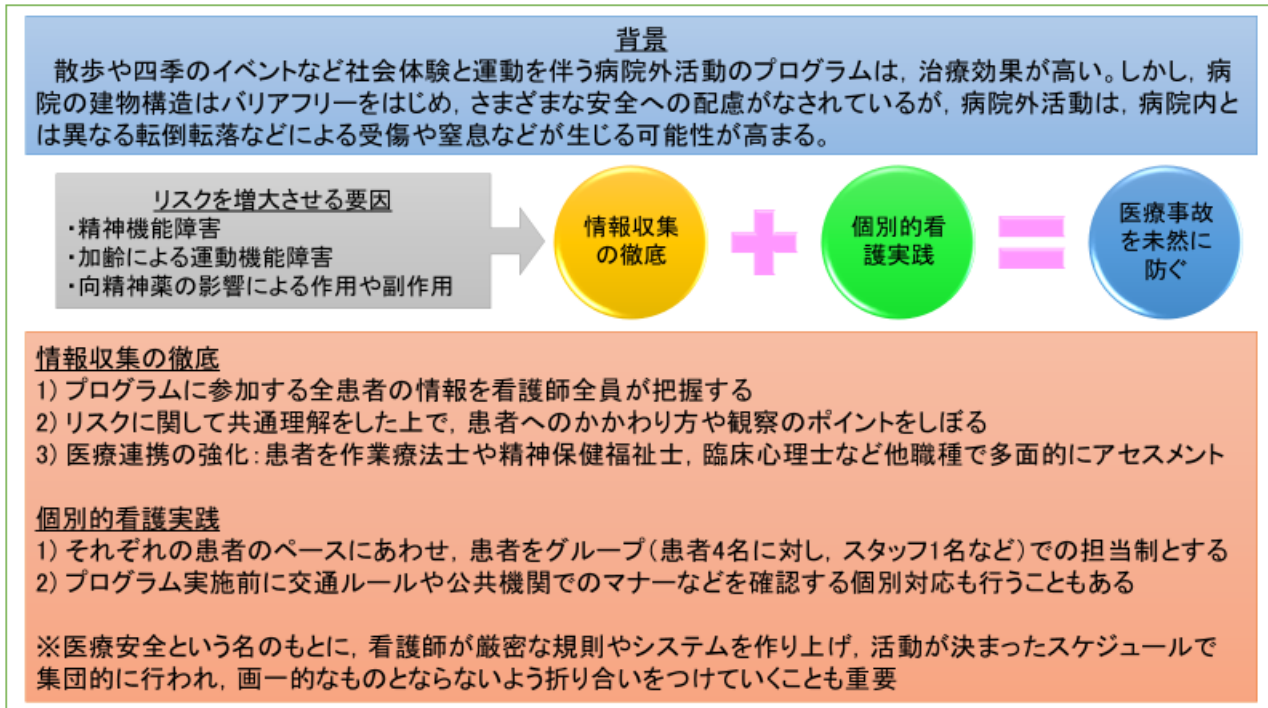 背景
散歩や四季のイベントなど社会体験と運動を伴う病院外活動のプログラムは，治療効果が高い。しかし，病
院の建物構造はバリアフリーをはじめ，さまざまな安全への配慮がなされているが，病院外活動は，病院内と
は異なる転倒転落などによる受傷や窒息などが生じる可能性が高まる。
リスクを増大させる要因
・精神機能障害
・加齢による運動機能障害
・向精神薬の影響による作用や副作用
情報収集
の徹底
個別的看
護実践
医療事故
を未然に
防ぐ
情報収集の徹底
1) プログラムに参加する全患者の情報を看護師全員が把握する
2) リスクに関して共通理解をした上で，患者へのかかわり方や観察のポイントをしぼる
3) 医療連携の強化：患者を作業療法士や精神保健福祉士，臨床心理士など他職種で多面的にアセスメント
個別的看護実践
1) それぞれの患者のペースにあわせ，患者をグループ（患者4名に対し，スタッフ1名など）での担当制とする
2) プログラム実施前に交通ルールや公共機関でのマナーなどを確認する個別対応も行うこともある
※医療安全という名のもとに，看護師が厳密な規則やシステムを作り上げ，活動が決まったスケジュールで
集団的に行われ，画一的なものとならないよう折り合いをつけていくことも重要